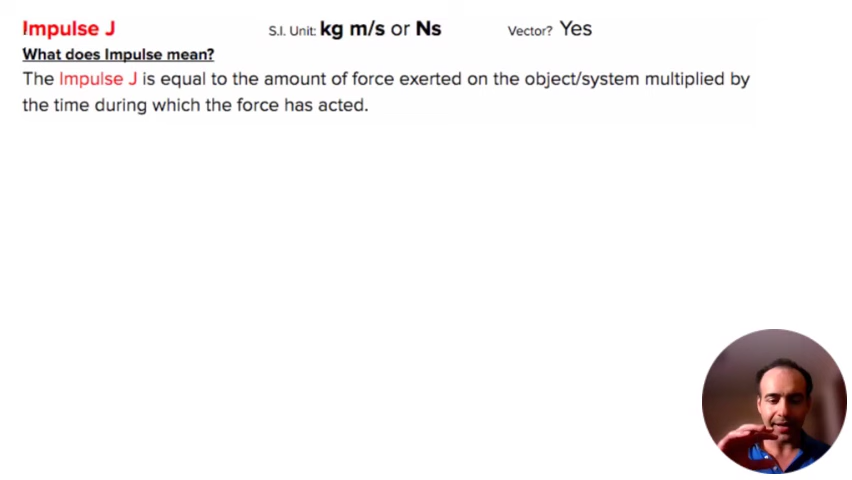 Impulse J S.I. Unit: kg m/s or Ns Vector? Yes
What does Impulse mean?
The Impulse J is equal to the amount of force exerted on the object/system multiplied by
the time during which the force has acted.